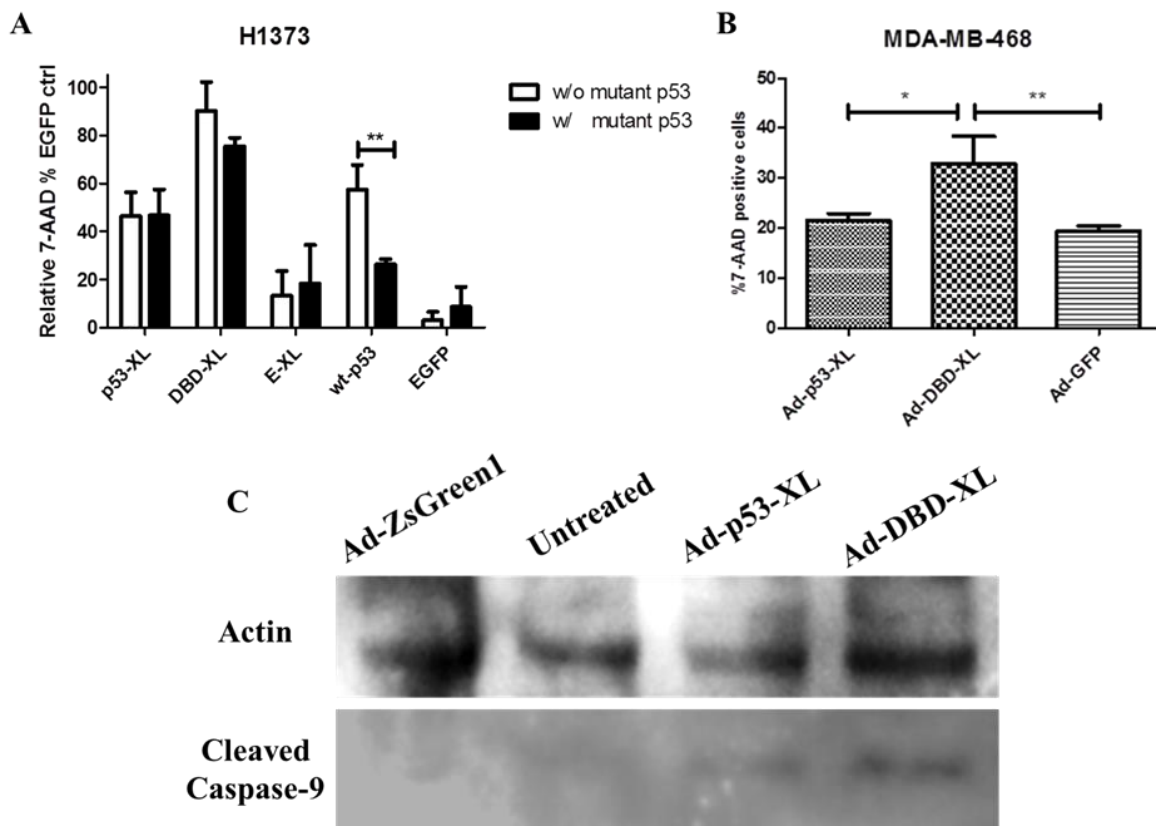 A
H1373
Relative 7-AAD % EGFP ctrl
100
80
60
40
20
0
**
p53-XL
DBD-XL
E-XL
wt-p53
EGFP
w/o mutant p53
w/ mutant p53
B
MDA-MB-468
%7-AAD positive cells
50
40
30
20
10
0
*
**
Ad-p53-XL
Ad-DBD-XL
Ad-GFP
C
Ad-ZsGreen1
Untreated
Ad-p53-XL
Ad-DBD-XL
Actin
Cleaved
Caspase-9